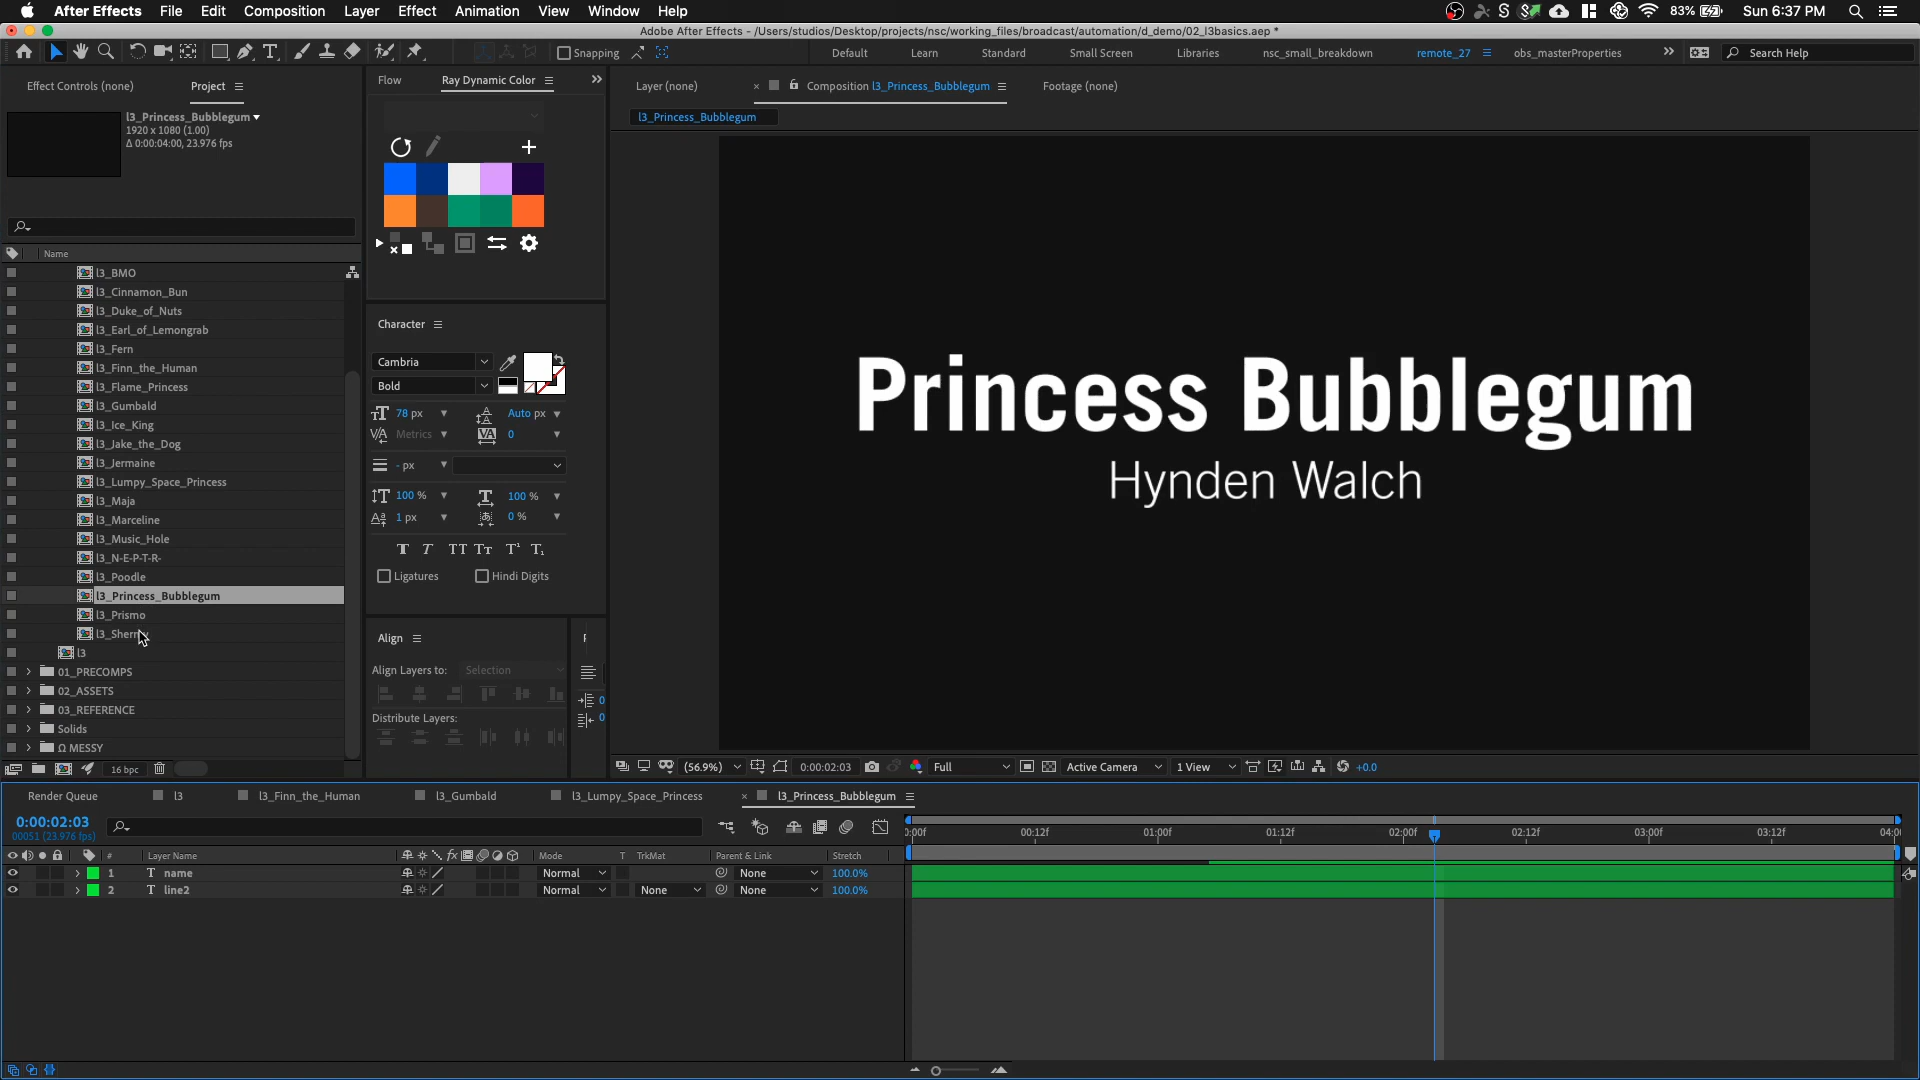 After Effects File Edit Composition Layer Effect Animation View Window Help 83% Sun 6:37 PM
Adobe After Effects - /Users/studios/Desktop/projects/nsc/working_files/broadcast/automation/d_demo/02_l3basics.aep *
Snapping Default Learn Standard Small Screen Libraries nsc_small_breakdown remote_27 obs_masterProperties Search Help
Effect Controls (none) Project
Flow Ray Dynamic Color
Layer (none) Composition l3_Princess_Bubblegum Footage (none)
l3_Princess_Bubblegum
1920 x 1080 (1.00)
Δ 0:00:04:00, 23.976 fps
l3_Princess_Bubblegum
Name
l3_BMO
l3_Cinnamon_Bun
l3_Duke_of_Nuts
l3_Earl_of_Lemongrab
l3_Fern
l3_Finn_the_Human
l3_Flame_Princess
l3_Gumbald
l3_Ice_King
l3_Jake_the_Dog
l3_Jermaine
l3_Lumpy_Space_Princess
l3_Maja
l3_Marceline
l3_Music_Hole
l3_N-E-P-T-R-
l3_Poodle
l3_Princess_Bubblegum
l3_Prismo
l3
01_PRECOMPS
02_ASSETS
03_REFERENCE
Solids
Ω MESSY
16 bpc
Character
Cambria
Bold
78 px Auto px
Metrics 0
- px
100 % 100 %
1 px 0 %
Ligatures Hindi Digits
Align
Align Layers to: Selection
Distribute Layers:
0
0
Princess Bubblegum
Hynden Walch
(56.9%) 0:00:02:03 Full Active Camera 1 View +0.0
Render Queue l3 l3_Finn_the_Human l3_Gumbald l3_Lumpy_Space_Princess l3_Princess_Bubblegum
0:00:02:03
00051 (23.976 fps)
:00f 00:12f 01:00f 01:12f 02:00f 02:12f 03:00f 03:12f 04:0
# Layer Name Mode T TrkMat Parent & Link Stretch
1 T name Normal None 100.0%
2 T line2 Normal None None 100.0%